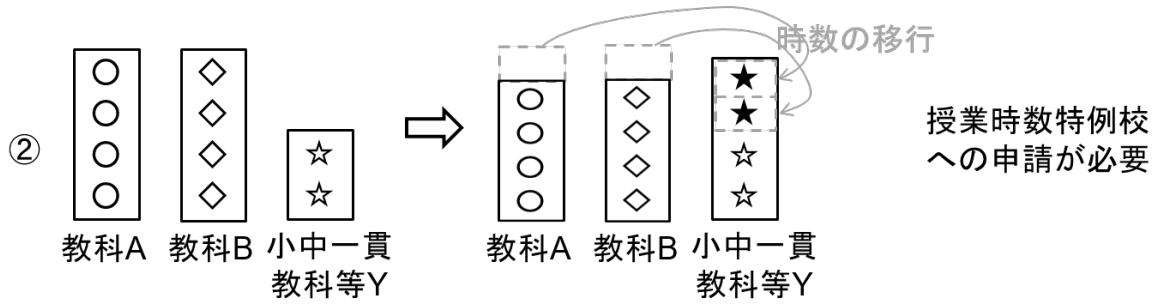 時数の移行
②
教科A
教科B
小中一貫
教科等Y
教科A
教科B
小中一貫
教科等Y
授業時数特例校
への申請が必要